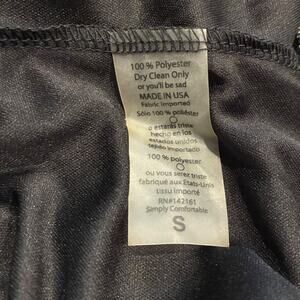 100 % Polyester
Dry Clean Only
or you'll be sad
MADE IN USA
Fabric Imported
Sólo 100% poliéster
o estarás triste
hecho en los
estados unidos
tejido importado
100 % polyester
ou vous serez triste
fabriqué aux Etats-Unis
tissu importé
RN#142161
Simply Comfortable
S